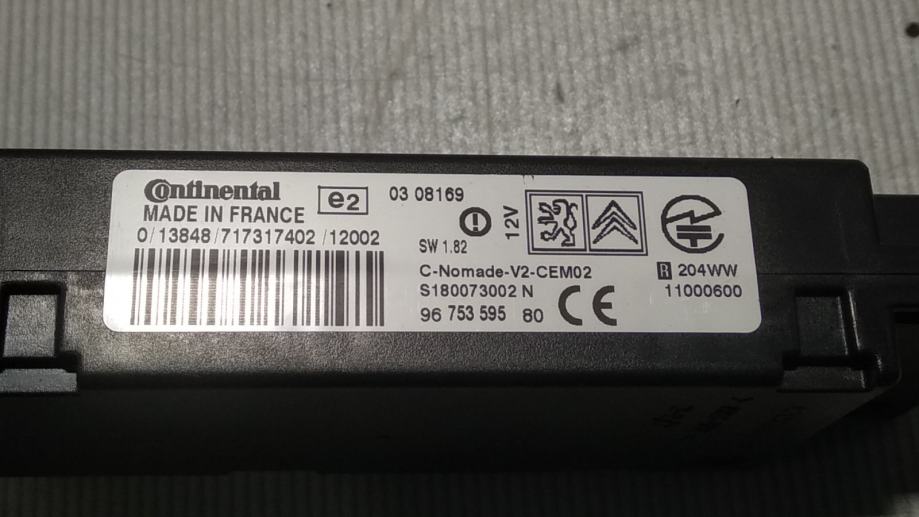 Continental
MADE IN FRANCE
e2
03 08169
0/13848/717317402/12002
SW 1.82
12V
C-Nomade-V2-CEM02
S180073002 N
96 753 595 80
CE
R 204WW
11000600